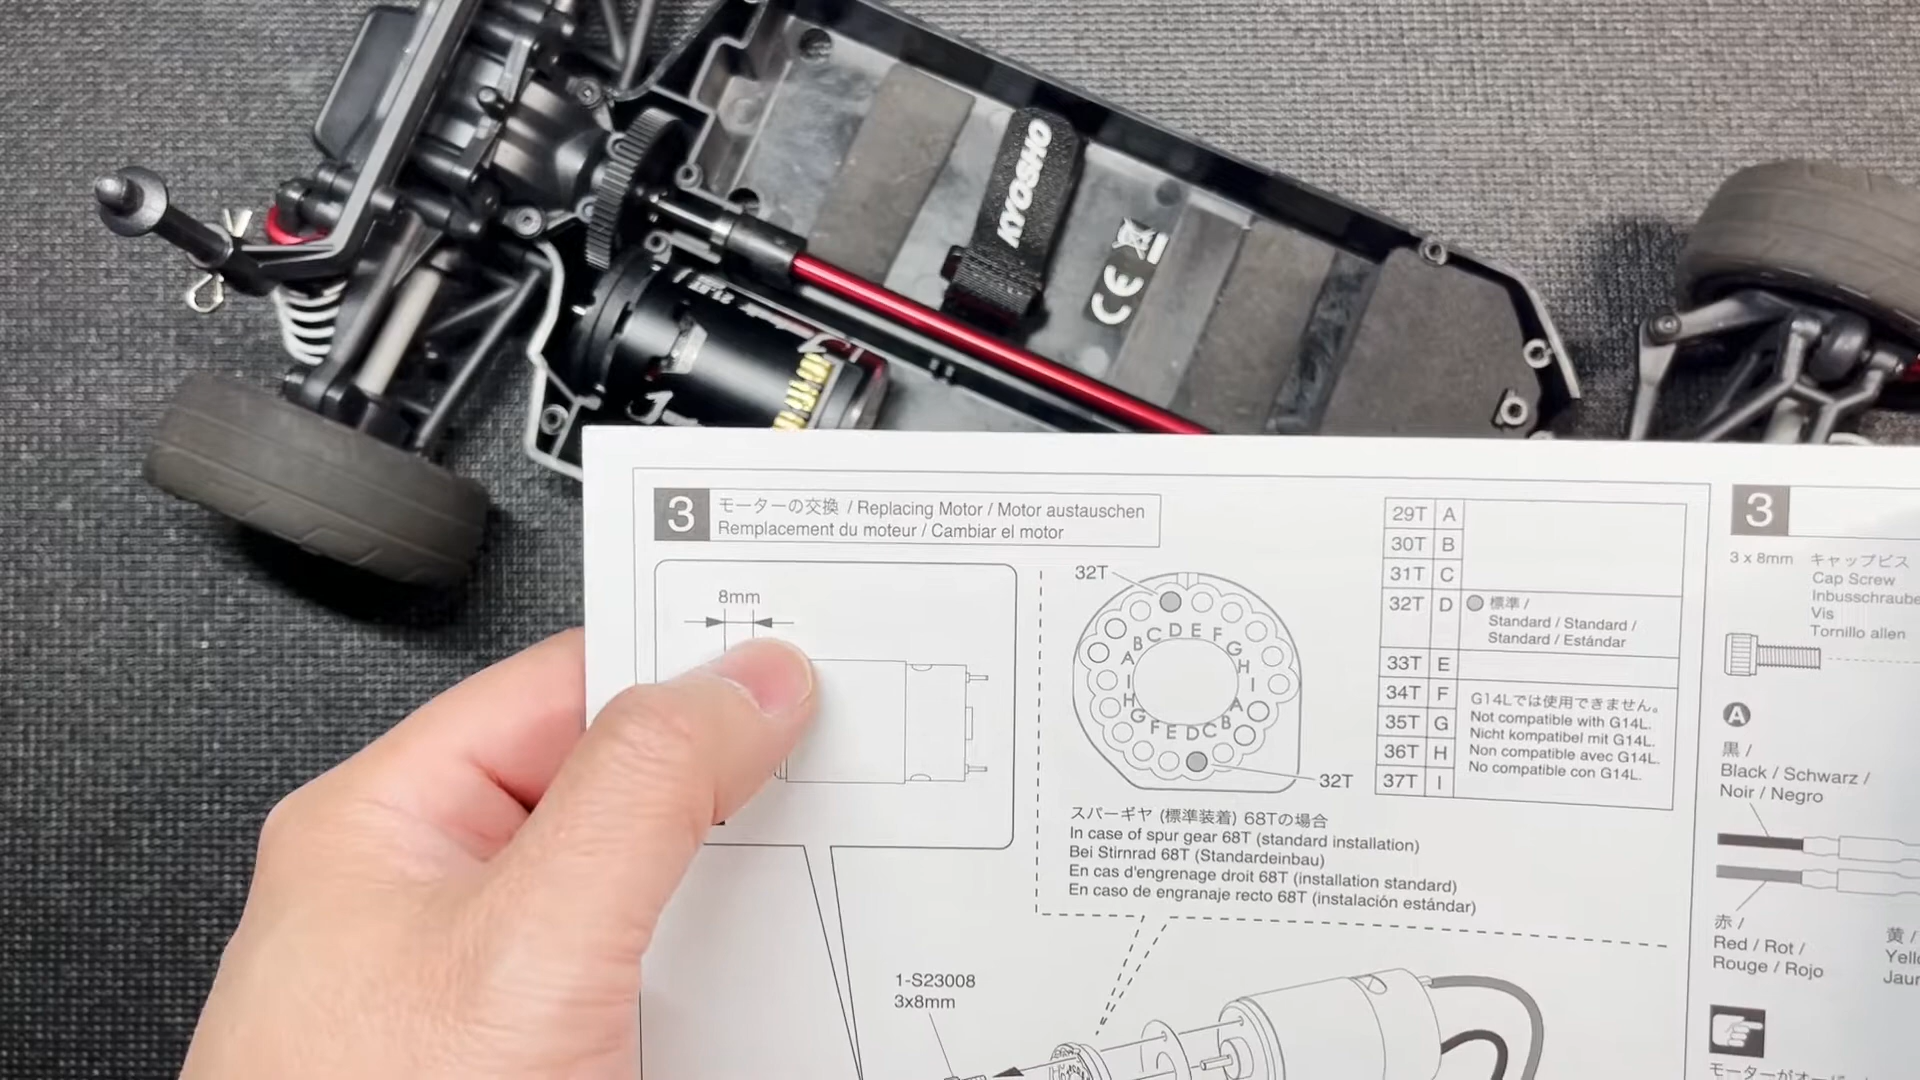 KYOSHO
CE
3
モーターの交換 / Replacing Motor / Motor austauschen
Remplacement du moteur / Cambiar el motor
8mm
32T
B C D E F G H I
A I H G F E D C B A
32T
スパーギヤ (標準装着) 68Tの場合
In case of spur gear 68T (standard installation)
Bei Stirnrad 68T (Standardeinbau)
En cas d'engrenage droit 68T (installation standard)
En caso de engranaje recto 68T (instalación estándar)
29T A
30T B
31T C
32T D 標準 /
Standard / Standard /
Standard / Estándar
33T E
34T F
35T G
36T H
37T I
G14Lでは使用できません。
Not compatible with G14L.
Nicht kompatibel mit G14L.
Non compatible avec G14L.
No compatible con G14L.
1-S23008
3x8mm
3
3 x 8mm キャップビス
Cap Screw
Inbusschraube
Vis
Tornillo allen
A
黒 /
Black / Schwarz /
Noir / Negro
赤 /
Red / Rot /
Rouge / Rojo
黄 /